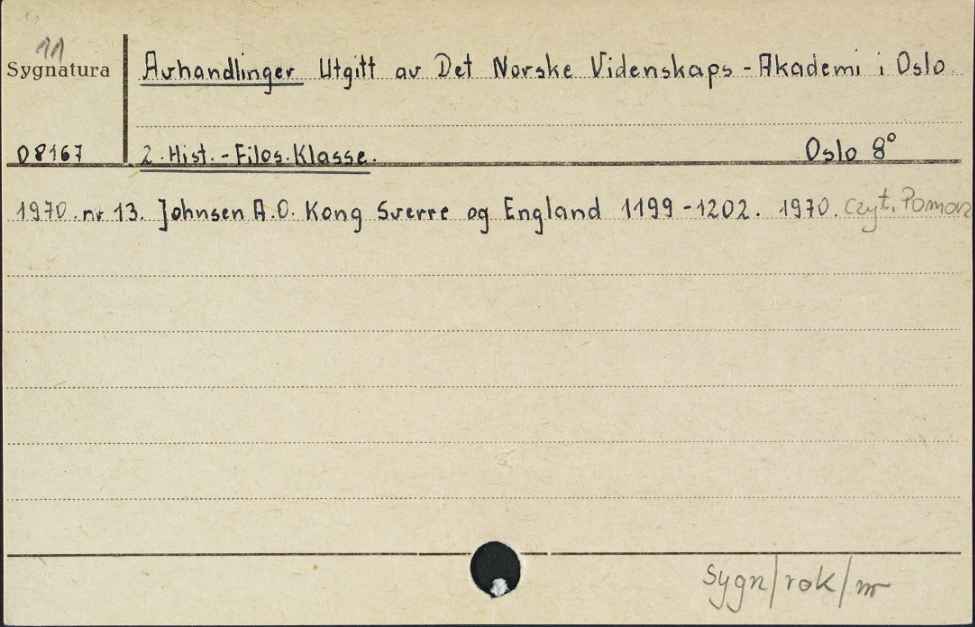 11
Sygnatura
Avhandlinger Utgitt av Det Norske Videnskaps-Akademi i Oslo.
08167
2. Hist.-Filos. Klasse.
Oslo 8°
1970. nr 13. Johnsen A.O. Kong Sverre og England 1199-1202. 1970. Czyt. Pomorz
Sygn/rok/nr